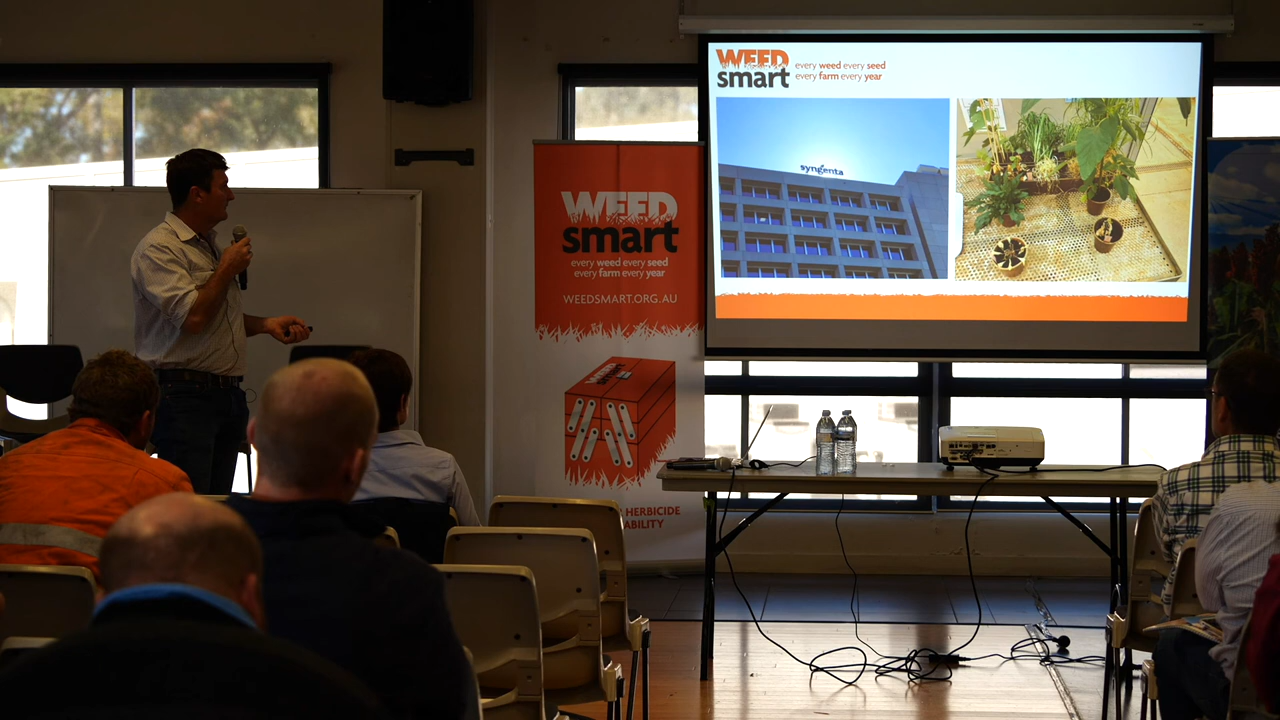 WEED
smart
every weed every seed
every farm every year
syngenta
WEED
smart
every weed every seed
every farm every year
WEEDSMART.ORG.AU
WEED
HERBICIDE
ABILITY